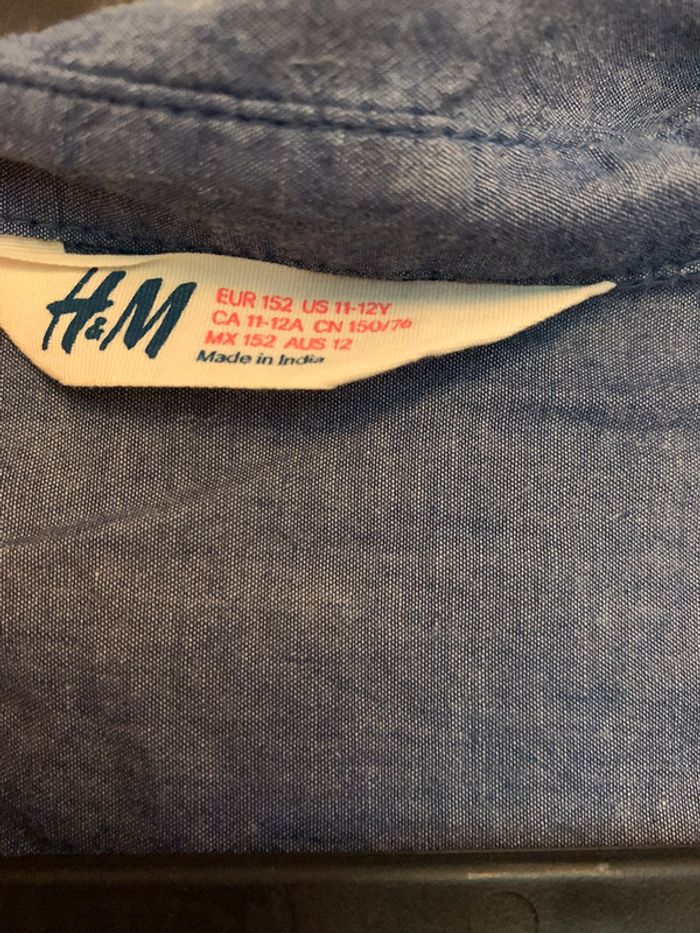 H&M
EUR 152 US 11-12Y
CA 11-12A CN 150/76
MX 152 AUS 12
Made in India